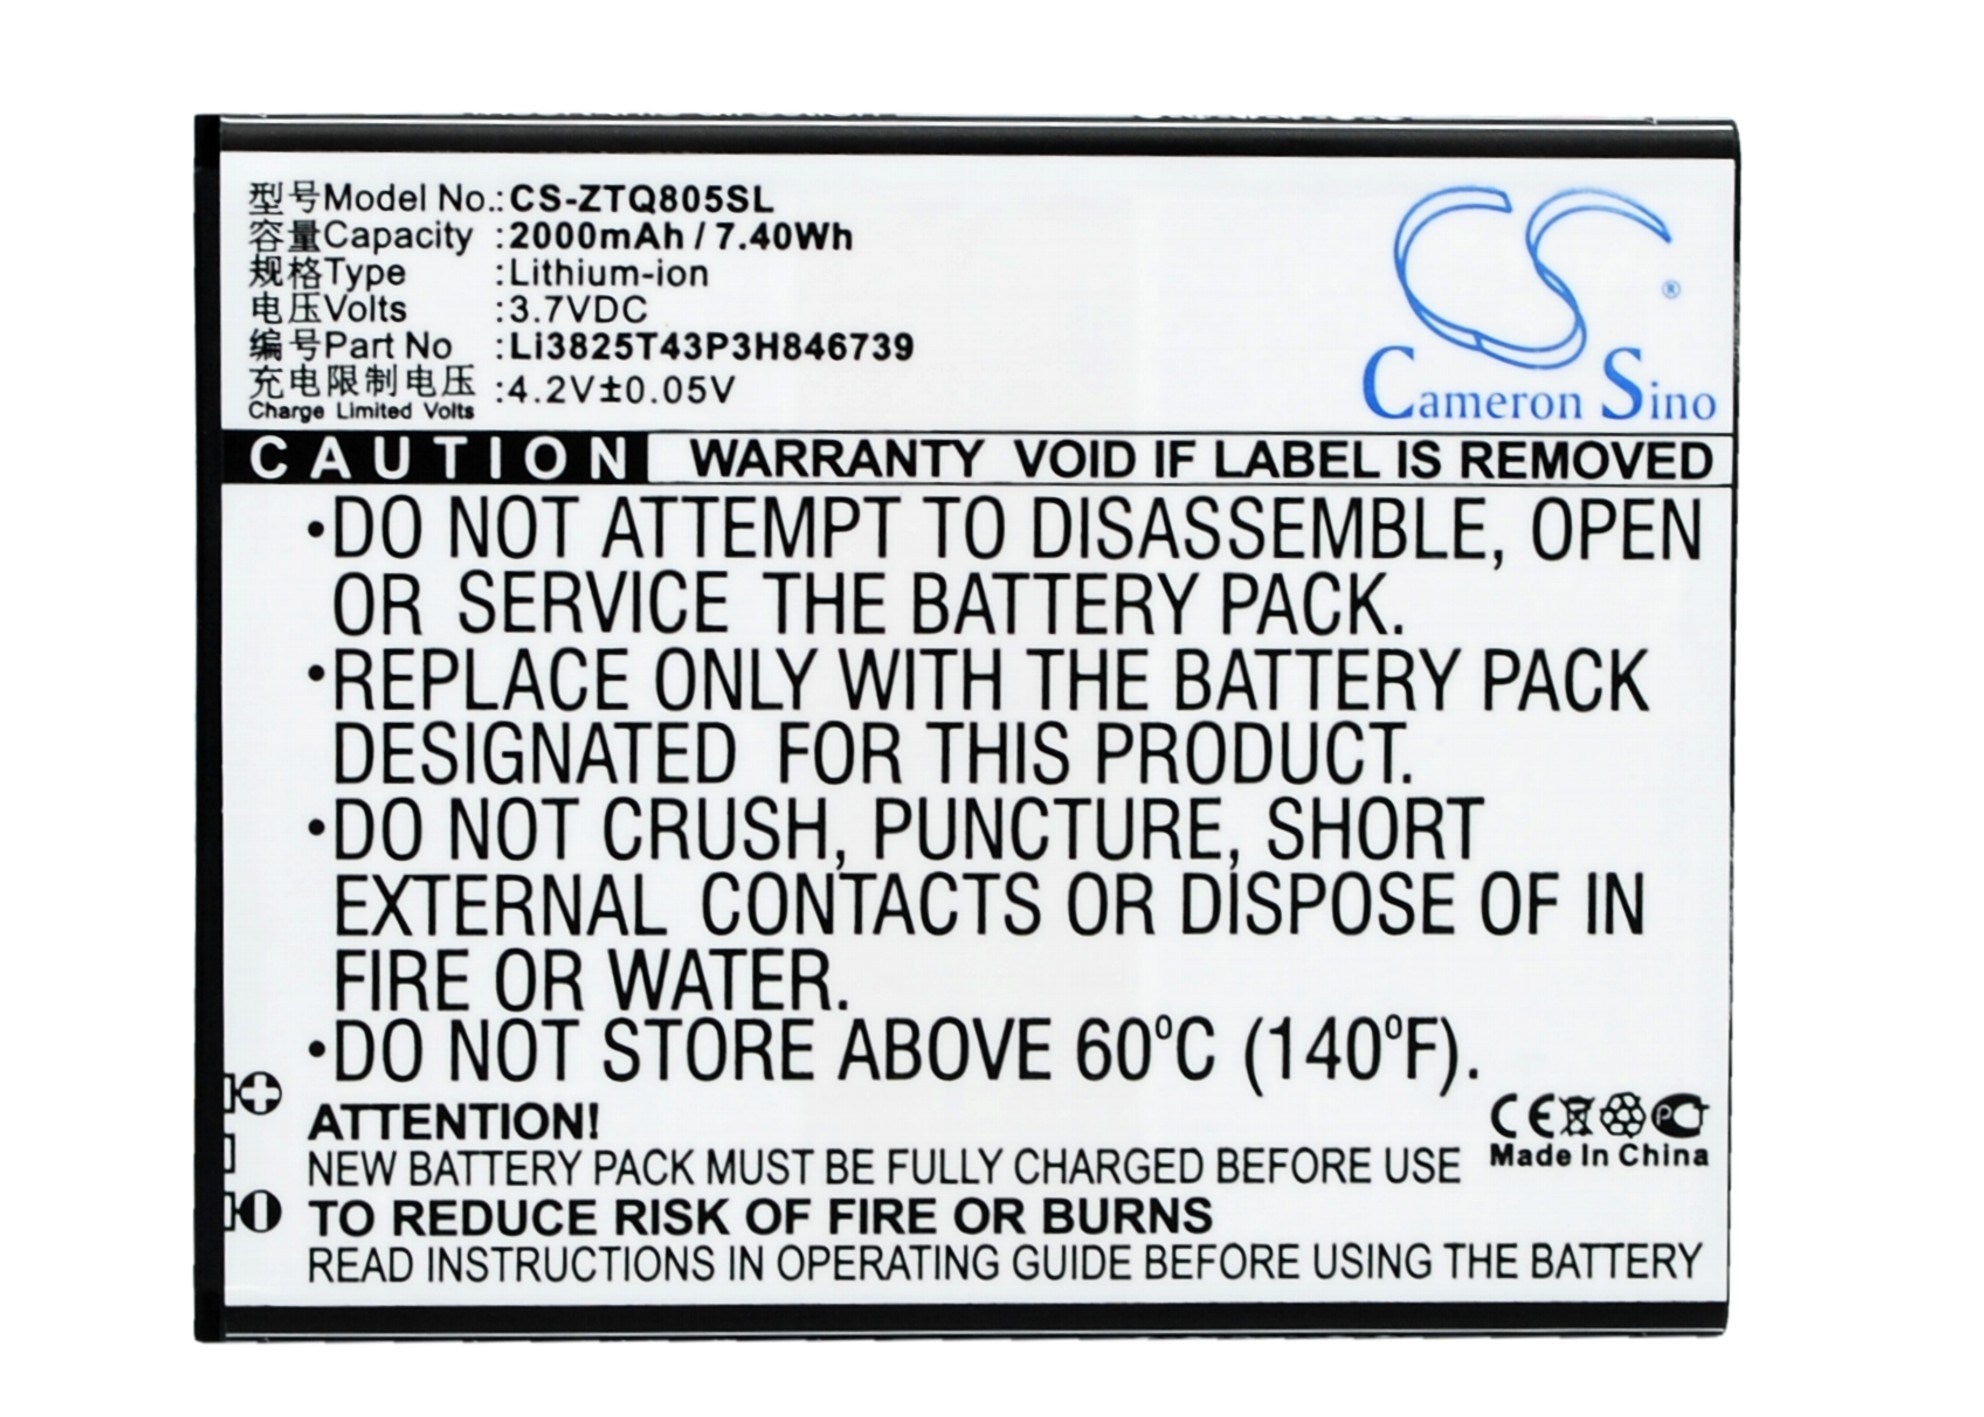 型号Model No.:CS-ZTQ805SL
容量Capacity :2000mAh / 7.40Wh
规格Type :Lithium-ion
电压Volts :3.7VDC
编号Part No :Li3825T43P3H846739
充电限制电压 :4.2V±0.05V
Charge Limited Volts
Cameron Sino
CAUTION WARRANTY VOID IF LABEL IS REMOVED
•DO NOT ATTEMPT TO DISASSEMBLE, OPEN
OR SERVICE THE BATTERY PACK.
•REPLACE ONLY WITH THE BATTERY PACK
DESIGNATED FOR THIS PRODUCT.
•DO NOT CRUSH, PUNCTURE, SHORT
EXTERNAL CONTACTS OR DISPOSE OF IN
FIRE OR WATER.
•DO NOT STORE ABOVE 60⁰C (140⁰F).
ATTENTION!
NEW BATTERY PACK MUST BE FULLY CHARGED BEFORE USE
Made In China
TO REDUCE RISK OF FIRE OR BURNS
READ INSTRUCTIONS IN OPERATING GUIDE BEFORE USING THE BATTERY